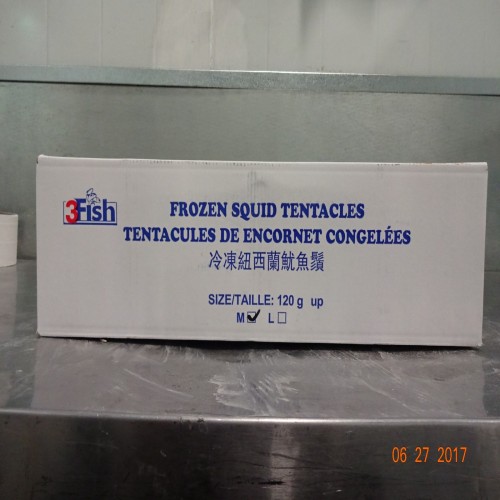 3Fish
FROZEN SQUID TENTACLES
TENTACULES DE ENCORNET CONGELÉES
冷凍紐西蘭魷魚鬚
SIZE/TAILLE: 120 g up
M ☑ L ☐
06 27 2017